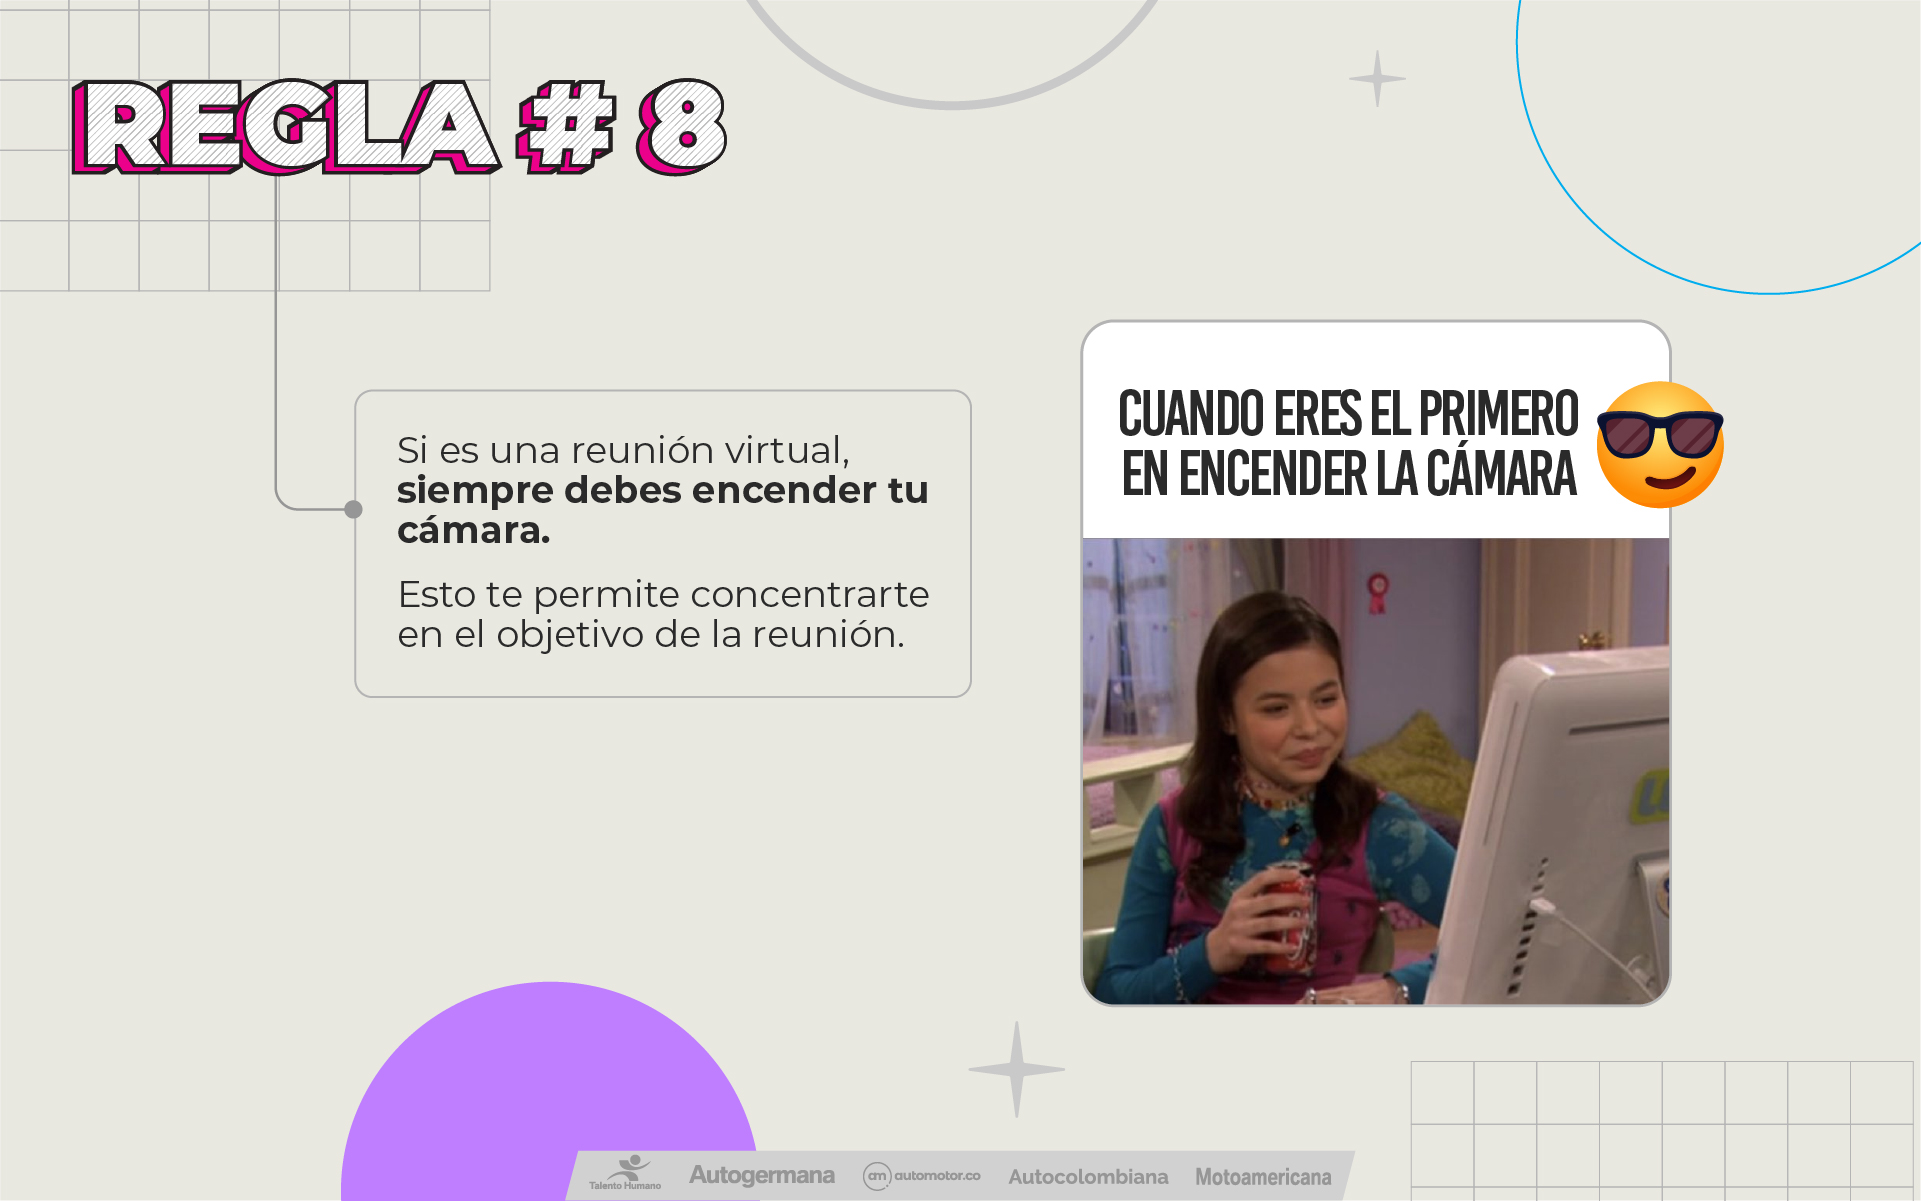 REGLA # 8
Si es una reunión virtual,
siempre debes encender tu
cámara.
Esto te permite concentrarte
en el objetivo de la reunión.
CUANDO ERES EL PRIMERO
EN ENCENDER LA CÁMARA
Talento Humano
Autogermana
am automotor.co
Autocolombiana
Motoamericana